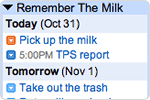 Remember The Milk
Today (Oct 31)
Pick up the milk
5:00PM TPS report
Tomorrow (Nov 1)
Take out the trash